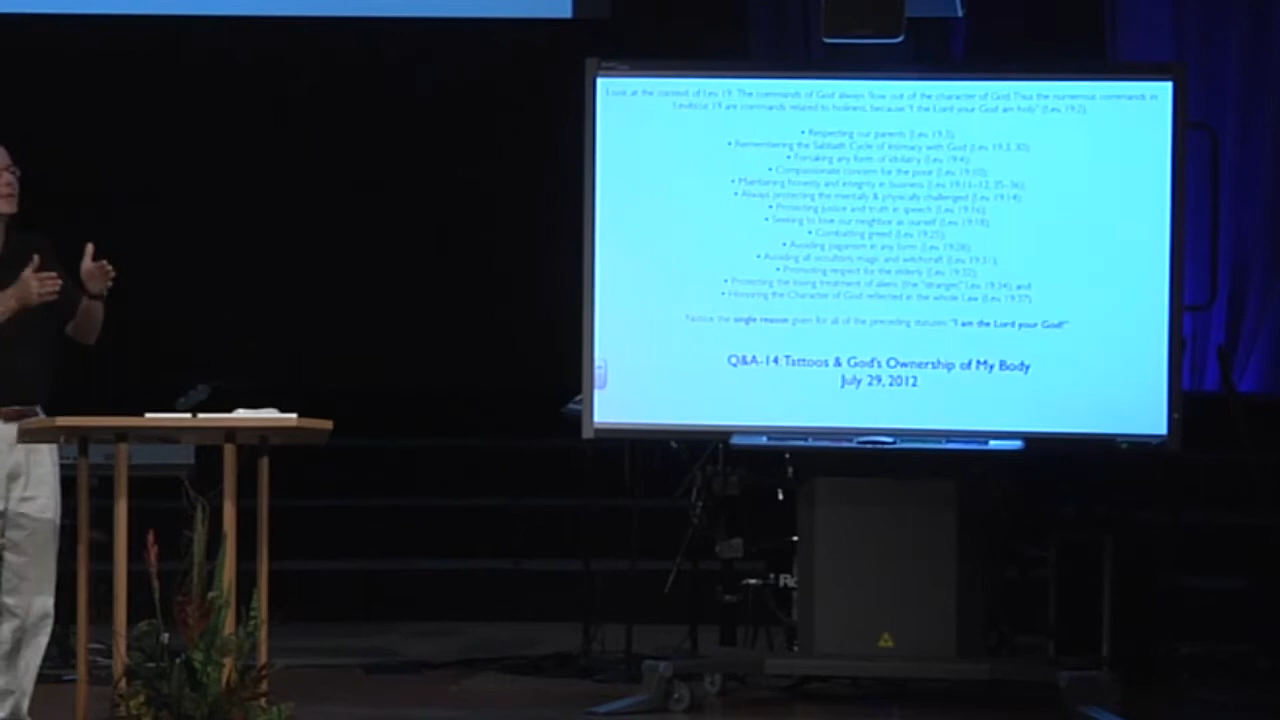 Look at the context of Lev. 19. The commands of God always flow out of the character of God. Thus the numerous commands in
Leviticus 19 are commands related to holiness, because "I the Lord your God am holy" (Lev. 19:2).
• Respecting our parents (Lev. 19:3);
• Remembering the Sabbath Cycle of Intimacy with God (Lev. 19:3, 30);
• Forsaking any form of idolatry (Lev. 19:4);
• Compassionate concern for the poor (Lev. 19:10);
• Maintaining honesty and integrity in business (Lev. 19:11-12, 35-36);
• Always protecting the mentally & physically challenged (Lev. 19:14);
• Protecting justice and truth in speech (Lev. 19:16);
• Seeking to love our neighbor as ourself (Lev. 19:18);
• Combatting greed (Lev. 19:25);
• Avoiding paganism in any form (Lev. 19:28);
• Avoiding all occultism, magic and witchcraft (Lev. 19:31);
• Promoting respect for the elderly (Lev. 19:32);
• Protecting the loving treatment of aliens (the "stranger," Lev. 19:34); and
• Honoring the Character of God reflected in the whole Law (Lev. 19:37).
Notice the single reason given for all of the preceding statutes: "I am the Lord your God!"
Q&A-14: Tattoos & God's Ownership of My Body
July 29, 2012